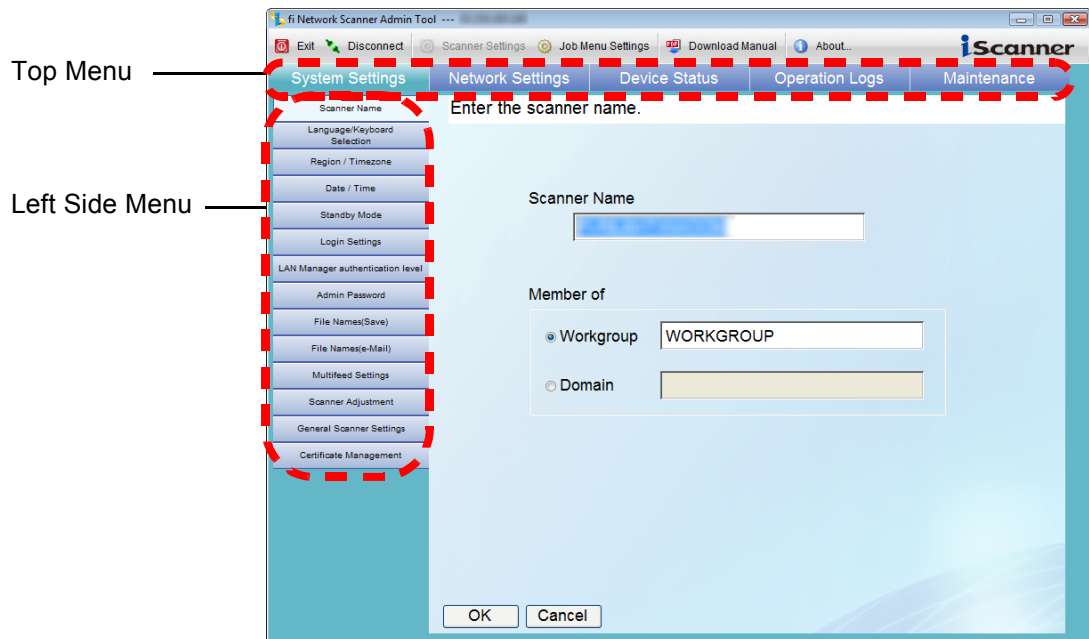 fi Network Scanner Admin Tool ---
Exit Disconnect Scanner Settings Job Menu Settings Download Manual About...
iScanner
Top Menu
System Settings Network Settings Device Status Operation Logs Maintenance
Scanner Name
Enter the scanner name.
Language/Keyboard
Selection
Region / Timezone
Date / Time
Scanner Name
Left Side Menu
Standby Mode
Login Settings
LAN Manager authentication level
Admin Password
Member of
File Names(Save)
Workgroup WORKGROUP
File Names(e-Mail)
Multifeed Settings
Domain
Scanner Adjustment
General Scanner Settings
Certificate Management
OK Cancel